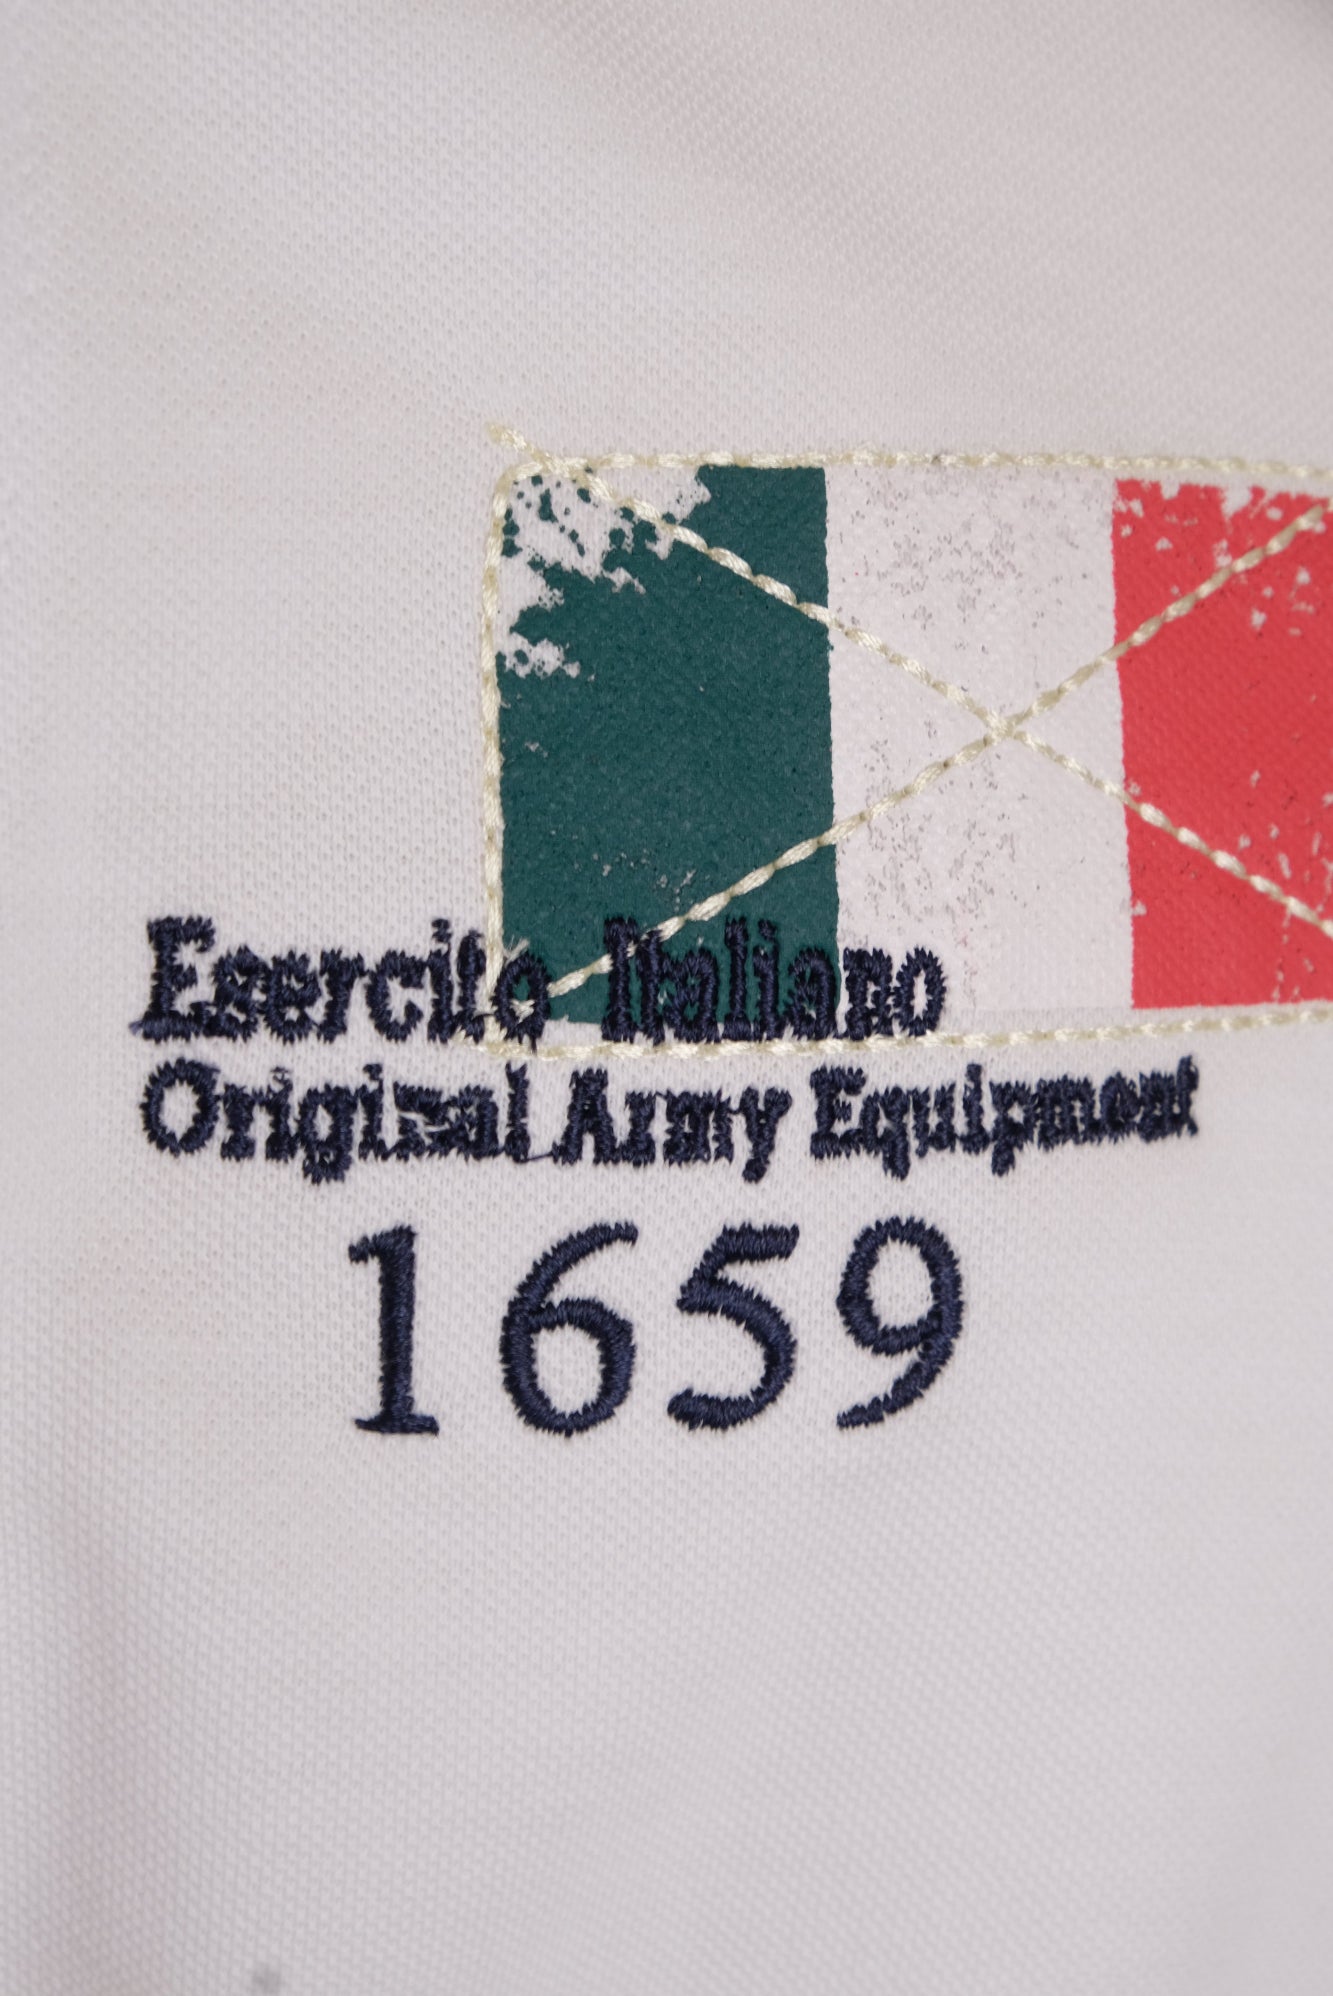 Esercito Italiano
Original Army Equipment
1659